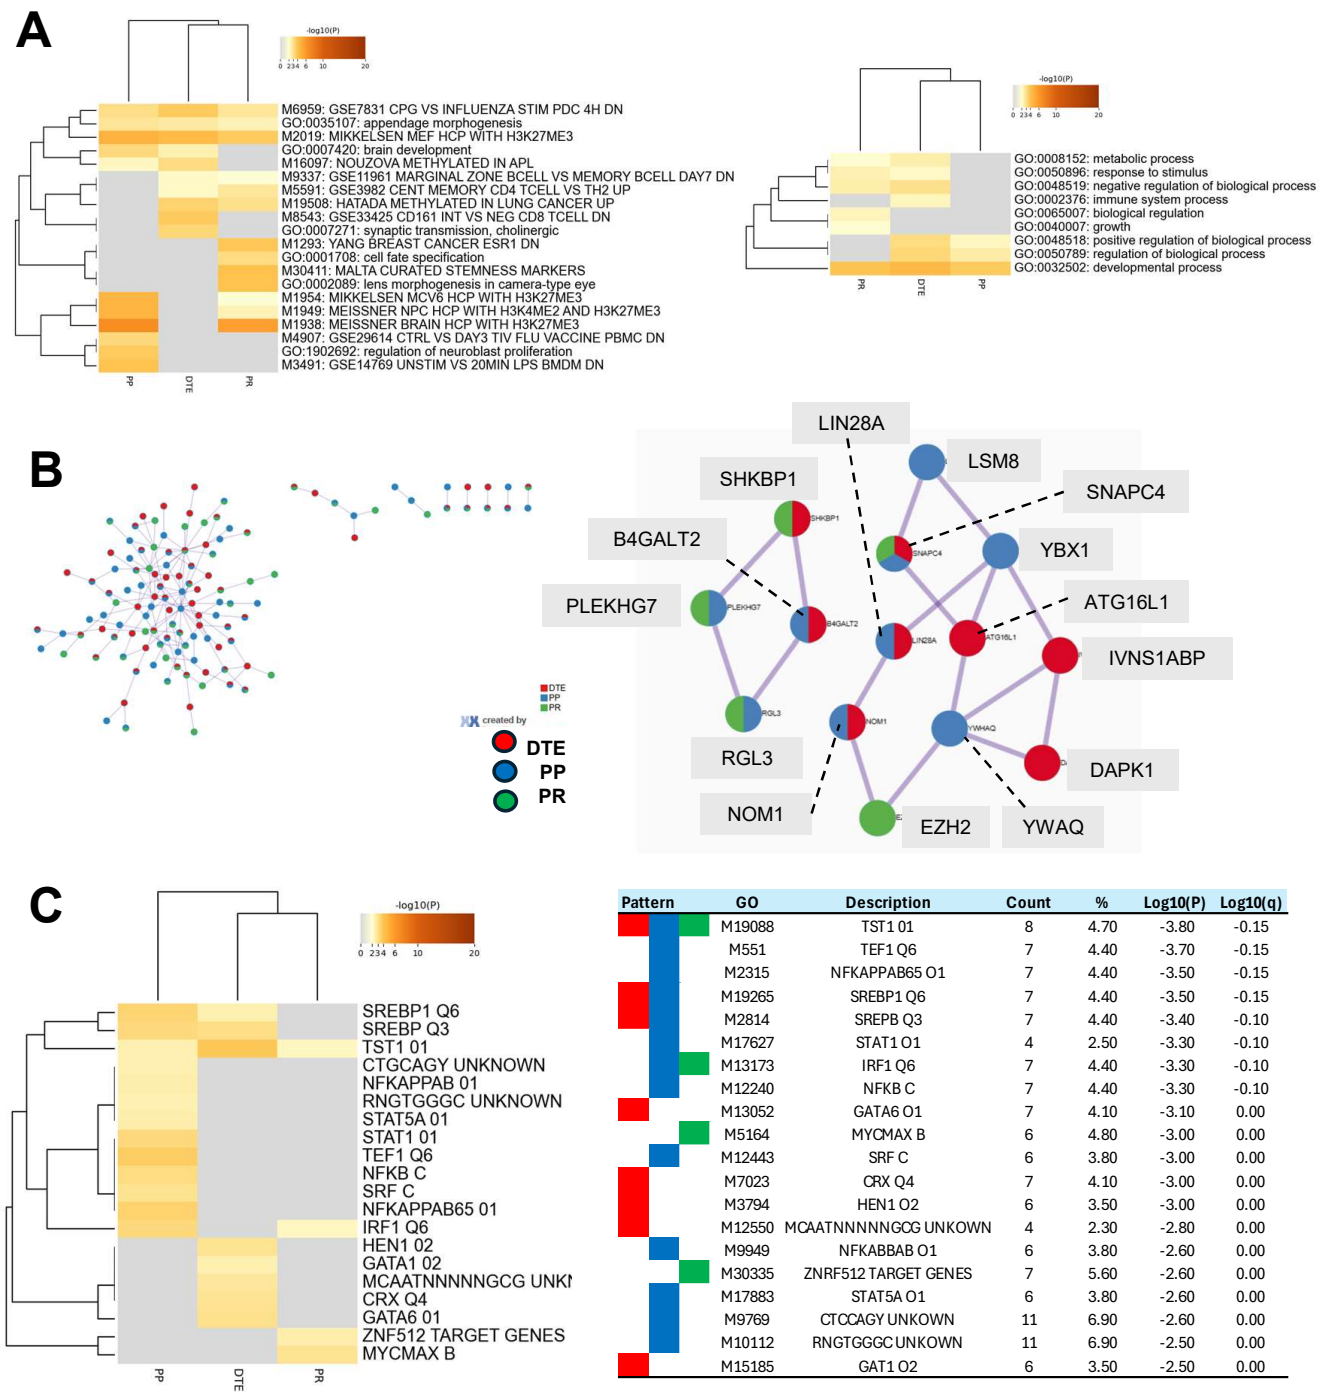 A
-log10(P)
0 2 3 4 6 10 20
M6959: GSE7831 CPG VS INFLUENZA STIM PDC 4H DN
GO:0035107: appendage morphogenesis
M2019: MIKKELSEN MEF HCP WITH H3K27ME3
GO:0007420: brain development
M16097: NOUZOVA METHYLATED IN APL
M9337: GSE11961 MARGINAL ZONE BCELL VS MEMORY BCELL DAY7 DN
M5591: GSE3982 CENT MEMORY CD4 TCELL VS TH2 UP
M19508: HATADA METHYLATED IN LUNG CANCER UP
M8543: GSE33425 CD161 INT VS NEG CD8 TCELL DN
GO:0007271: synaptic transmission, cholinergic
M1293: YANG BREAST CANCER ESR1 DN
GO:0001708: cell fate specification
M30411: MALTA CURATED STEMNESS MARKERS
GO:0002089: lens morphogenesis in camera-type eye
M1954: MIKKELSEN MCV6 HCP WITH H3K27ME3
M1949: MEISSNER NPC HCP WITH H3K4ME2 AND H3K27ME3
M1938: MEISSNER BRAIN HCP WITH H3K27ME3
M4907: GSE29614 CTRL VS DAY3 TIV FLU VACCINE PBMC DN
GO:1902692: regulation of neuroblast proliferation
M3491: GSE14769 UNSTIM VS 20MIN LPS BMDM DN
PP DTE PR
-log10(P)
0 2 3 4 6 10 20
GO:0008152: metabolic process
GO:0050896: response to stimulus
GO:0048519: negative regulation of biological process
GO:0002376: immune system process
GO:0065007: biological regulation
GO:0040007: growth
GO:0048518: positive regulation of biological process
GO:0050789: regulation of biological process
GO:0032502: developmental process
PR DTE PP
B
DTE
PP
PR
created by
DTE
PP
PR
LIN28A
LSM8
SHKBP1
SNAPC4
B4GALT2
YBX1
PLEKHG7
ATG16L1
IVNS1ABP
RGL3
DAPK1
NOM1
EZH2
YWAQ
SHKBP1
SNAPC4
PLEKHG7
B4GALT2
LIN28A
ATG16L1
RGL3
NOM1
YWHAQ
C
-log10(P)
0 2 3 4 6 10 20
SREBP1 Q6
SREBP Q3
TST1 01
CTGCAGY UNKNOWN
NFKAPPAB 01
RNGTGGGC UNKNOWN
STAT5A 01
STAT1 01
TEF1 Q6
NFKB C
SRF C
NFKAPPAB65 01
IRF1 Q6
HEN1 02
GATA1 02
MCAATNNNNNGCG UNKN
CRX Q4
GATA6 01
ZNF512 TARGET GENES
MYCMAX B
PP DTE PR
Pattern GO Description Count % Log10(P) Log10(q)
M19088 TST1 01 8 4.70 -3.80 -0.15
M551 TEF1 Q6 7 4.40 -3.70 -0.15
M2315 NFKAPPAB65 O1 7 4.40 -3.50 -0.15
M19265 SREBP1 Q6 7 4.40 -3.50 -0.15
M2814 SREPB Q3 7 4.40 -3.40 -0.10
M17627 STAT1 O1 4 2.50 -3.30 -0.10
M13173 IRF1 Q6 7 4.40 -3.30 -0.10
M12240 NFKB C 7 4.40 -3.30 -0.10
M13052 GATA6 O1 7 4.10 -3.10 0.00
M5164 MYCMAX B 6 4.80 -3.00 0.00
M12443 SRF C 6 3.80 -3.00 0.00
M7023 CRX Q4 7 4.10 -3.00 0.00
M3794 HEN1 O2 6 3.50 -3.00 0.00
M12550 MCAATNNNNNGCG UNKOWN 4 2.30 -2.80 0.00
M9949 NFKABBAB O1 6 3.80 -2.60 0.00
M30335 ZNRF512 TARGET GENES 7 5.60 -2.60 0.00
M17883 STAT5A O1 6 3.80 -2.60 0.00
M9769 CTCCAGY UNKOWN 11 6.90 -2.60 0.00
M10112 RNGTGGGC UNKOWN 11 6.90 -2.50 0.00
M15185 GAT1 O2 6 3.50 -2.50 0.00